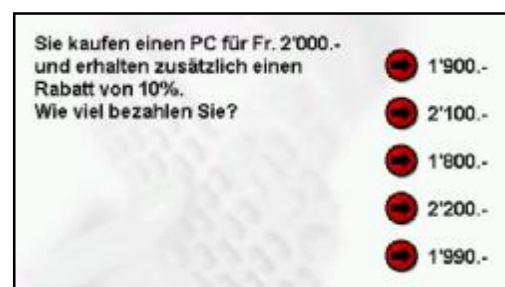 Sie kaufen einen PC für Fr. 2'000.-
und erhalten zusätzlich einen
Rabatt von 10%.
Wie viel bezahlen Sie?
1'900.-
2'100.-
1'800.-
2'200.-
1'990.-